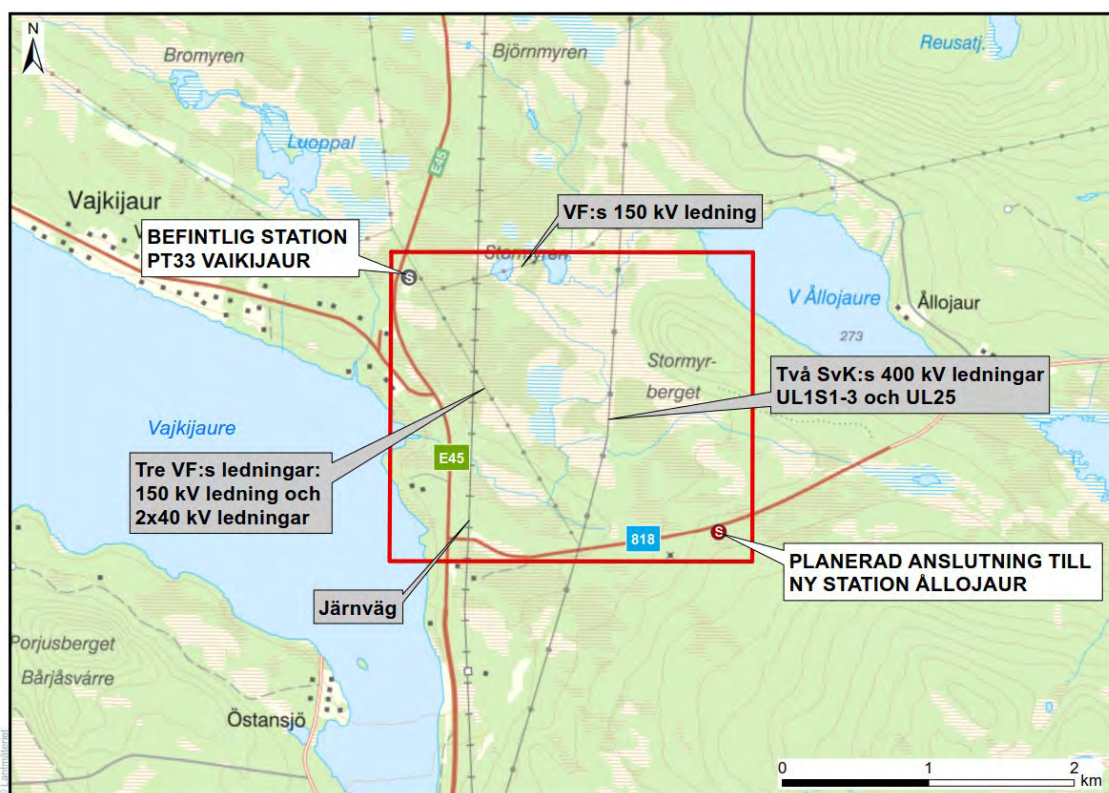 N
Bromyren
Björnmyren
Reusatj.
Luoppal
E45
Vajkijaur
V
BEFINTLIG STATION
PT33 VAIKIJAUR
VF:s 150 kV ledning
Stormyren
S
V Ållojaure
Ållojaur
273
Stormyr-
berget
Två SvK:s 400 kV ledningar
UL1S1-3 och UL25
Vajkijaure
Tre VF:s ledningar:
150 kV ledning och
2x40 kV ledningar
E45
818
S
PLANERAD ANSLUTNING TILL
NY STATION ÅLLOJAUR
Järnväg
Porjusberget
Bårjåsvárre
Östansjö
© Lantmäteriet
0 1 2
km